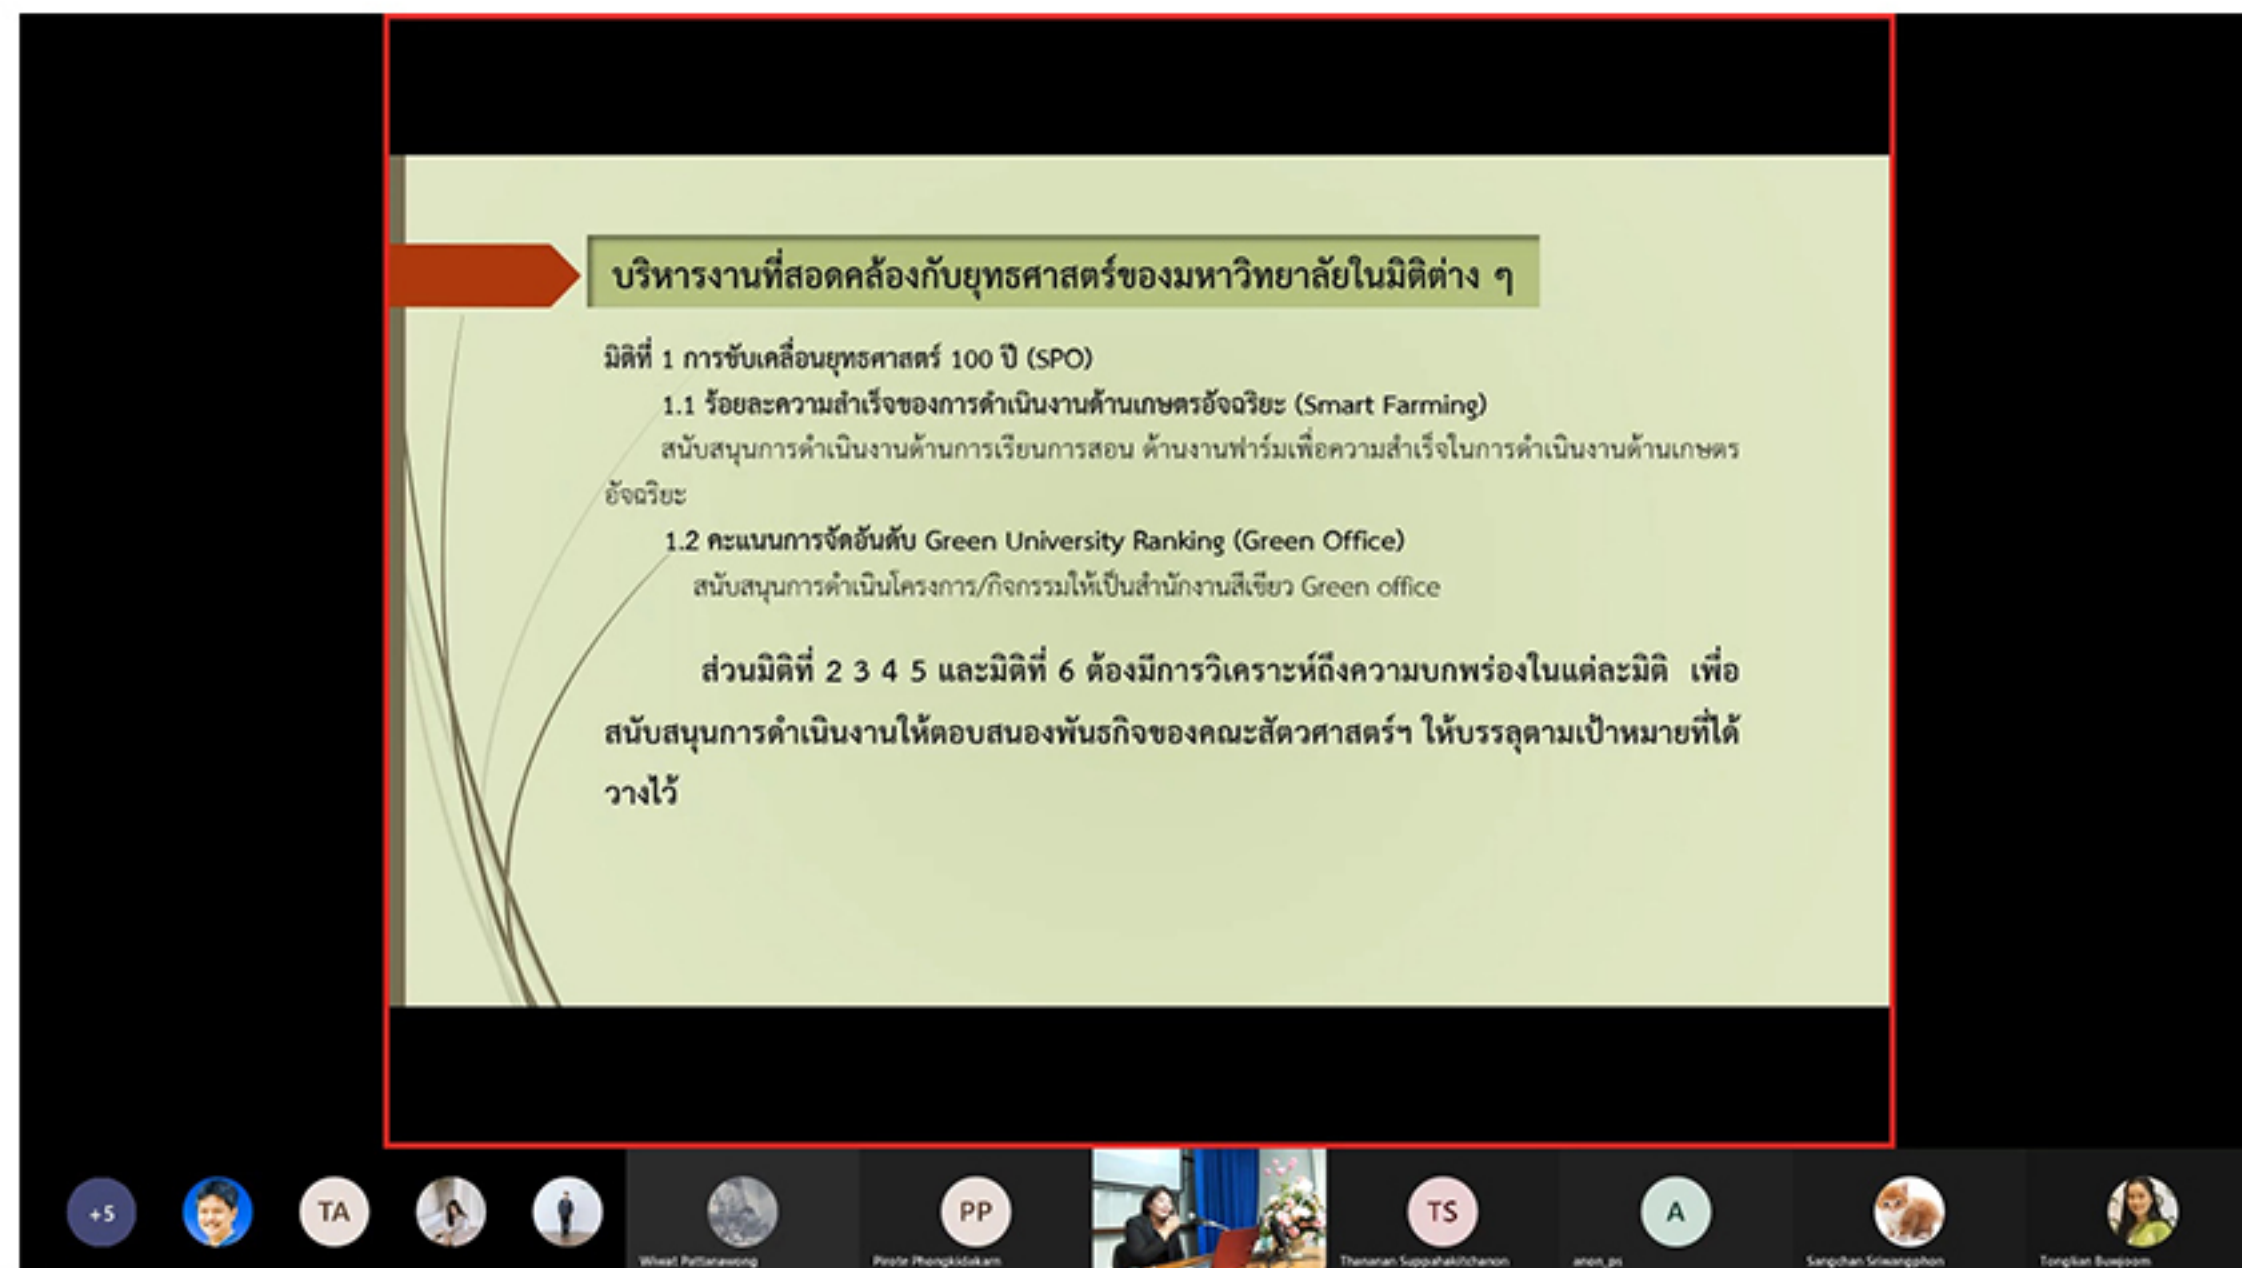 บริหารงานที่สอดคล้องกับยุทธศาสตร์ของมหาวิทยาลัยในมิติต่าง ๆ
มิติที่ 1 การขับเคลื่อนยุทธศาสตร์ 100 ปี (SPO)
1.1 ร้อยละความสำเร็จของการดำเนินงานด้านเกษตรอัจฉริยะ (Smart Farming)
สนับสนุนการดำเนินงานด้านการเรียนการสอน ด้านงานฟาร์มเพื่อความสำเร็จในการดำเนินงานด้านเกษตร
อัจฉริยะ
1.2 คะแนนการจัดอันดับ Green University Ranking (Green Office)
สนับสนุนการดำเนินโครงการ/กิจกรรมให้เป็นสำนักงานสีเขียว Green office
ส่วนมิติที่ 2 3 4 5 และมิติที่ 6 ต้องมีการวิเคราะห์ถึงความบกพร่องในแต่ละมิติ เพื่อ
สนับสนุนการดำเนินงานให้ตอบสนองพันธกิจของคณะสัตวศาสตร์ฯ ให้บรรลุตามเป้าหมายที่ได้
วางไว้
+5
TA
PP
TS
A
Wiwat Pattanawong
Pirote Phongkidakarn
Thananan Suppahakitchanon
anon_ps
Sangchan Sriwangphon
Tonglian Buwjoom